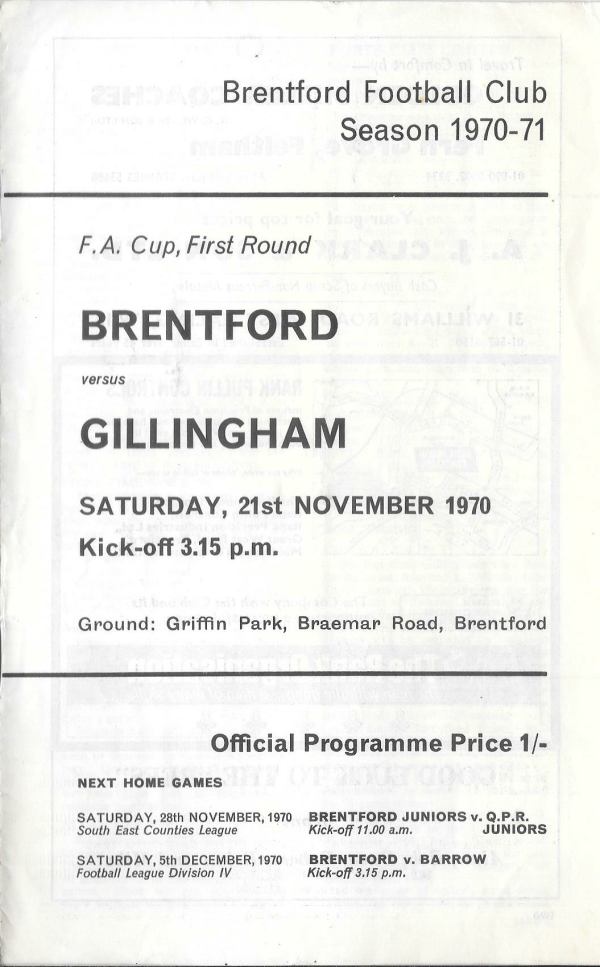 Brentford Football Club
Season 1970-71
F.A. Cup, First Round
BRENTFORD
versus
GILLINGHAM
SATURDAY, 21st NOVEMBER 1970
Kick-off 3.15 p.m.
Ground: Griffin Park, Braemar Road, Brentford
Official Programme Price 1/-
NEXT HOME GAMES
SATURDAY, 28th NOVEMBER, 1970 BRENTFORD JUNIORS v. Q.P.R.
South East Counties League Kick-off 11.00 a.m. JUNIORS
SATURDAY, 5th DECEMBER, 1970 BRENTFORD v. BARROW
Football League Division IV Kick-off 3.15 p.m.